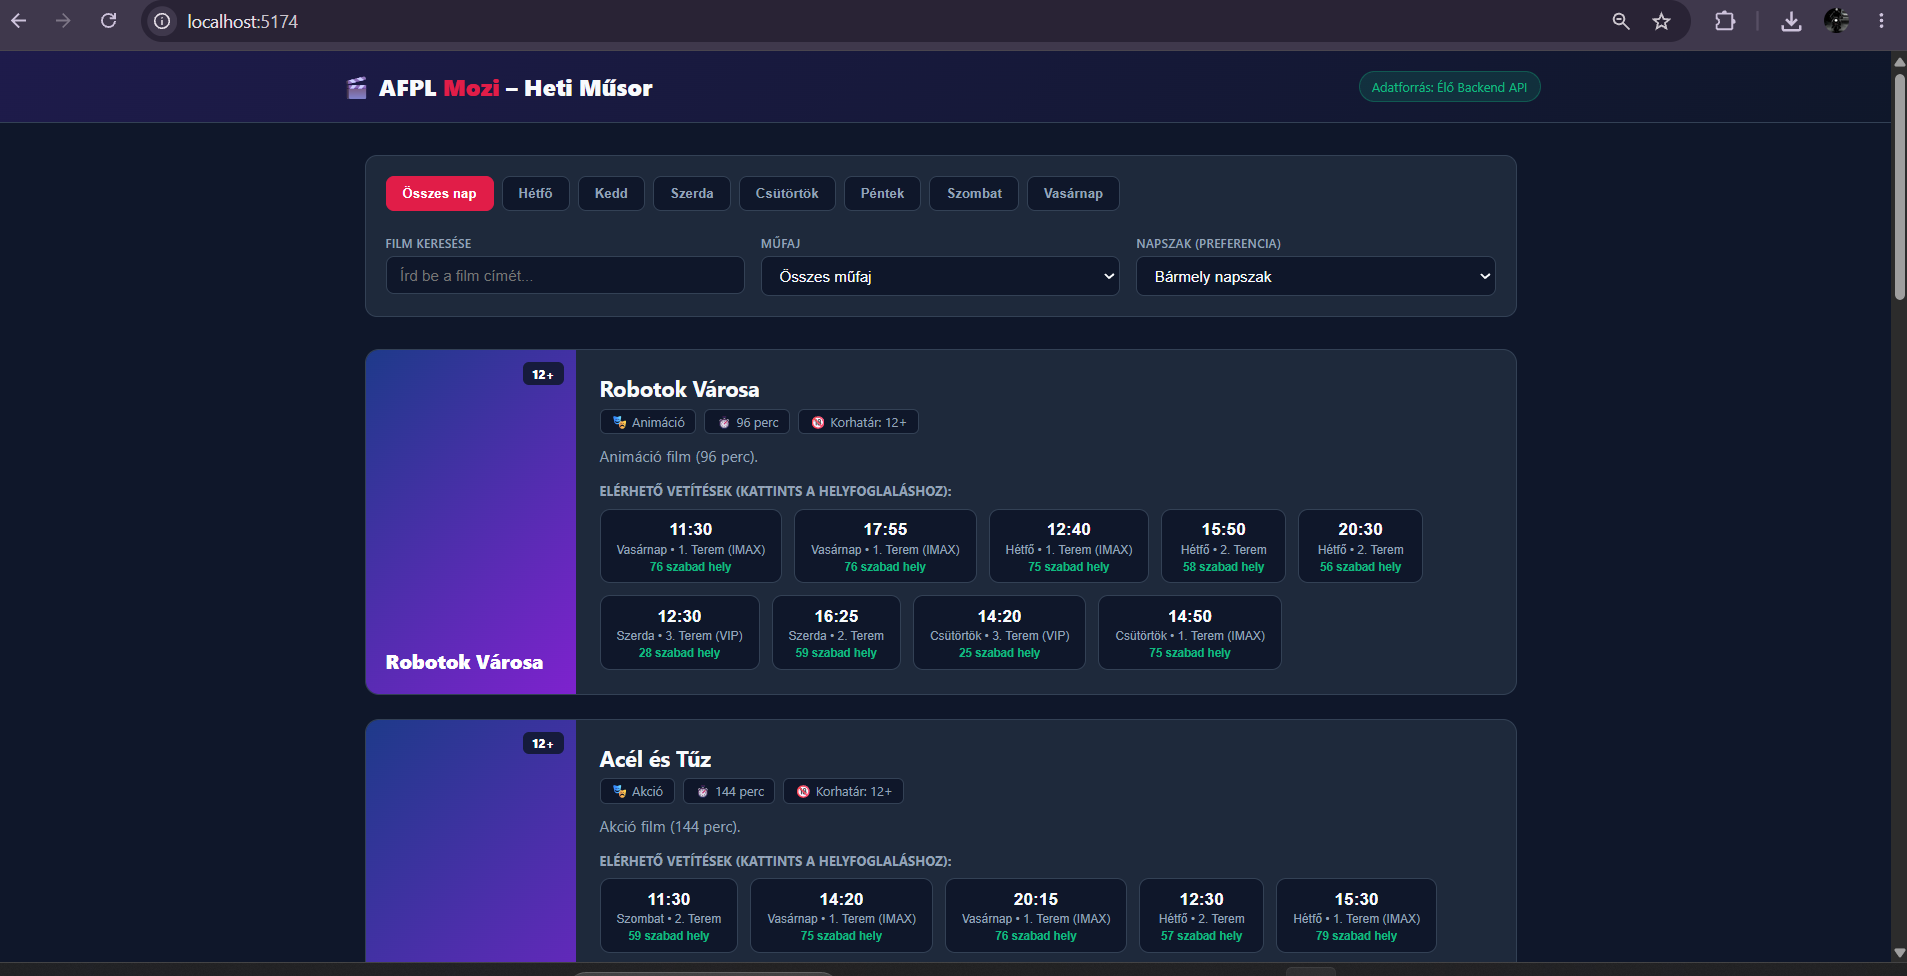 localhost:5174
AFPL Mozi – Heti Műsor
Adatforrás: Élő Backend API
Összes nap
Hétfő
Kedd
Szerda
Csütörtök
Péntek
Szombat
Vasárnap
FILM KERESÉSE
MŰFAJ
NAPSZAK (PREFERENCIA)
Írd be a film címét...
Összes műfaj
Bármely napszak
12+
Robotok Városa
Robotok Városa
Animáció
96 perc
Korhatár: 12+
Animáció film (96 perc).
ELÉRHETŐ VETÍTÉSEK (KATTINTS A HELYFOGLALÁSHOZ):
11:30
Vasárnap • 1. Terem (IMAX)
76 szabad hely
17:55
Vasárnap • 1. Terem (IMAX)
76 szabad hely
12:40
Hétfő • 1. Terem (IMAX)
75 szabad hely
15:50
Hétfő • 2. Terem
58 szabad hely
20:30
Hétfő • 2. Terem
56 szabad hely
12:30
Szerda • 3. Terem (VIP)
28 szabad hely
16:25
Szerda • 2. Terem
59 szabad hely
14:20
Csütörtök • 3. Terem (VIP)
25 szabad hely
14:50
Csütörtök • 1. Terem (IMAX)
75 szabad hely
12+
Acél és Tűz
Akció
144 perc
Korhatár: 12+
Akció film (144 perc).
ELÉRHETŐ VETÍTÉSEK (KATTINTS A HELYFOGLALÁSHOZ):
11:30
Szombat • 2. Terem
59 szabad hely
14:20
Vasárnap • 1. Terem (IMAX)
75 szabad hely
20:15
Vasárnap • 1. Terem (IMAX)
76 szabad hely
12:30
Hétfő • 2. Terem
57 szabad hely
15:30
Hétfő • 1. Terem (IMAX)
79 szabad hely